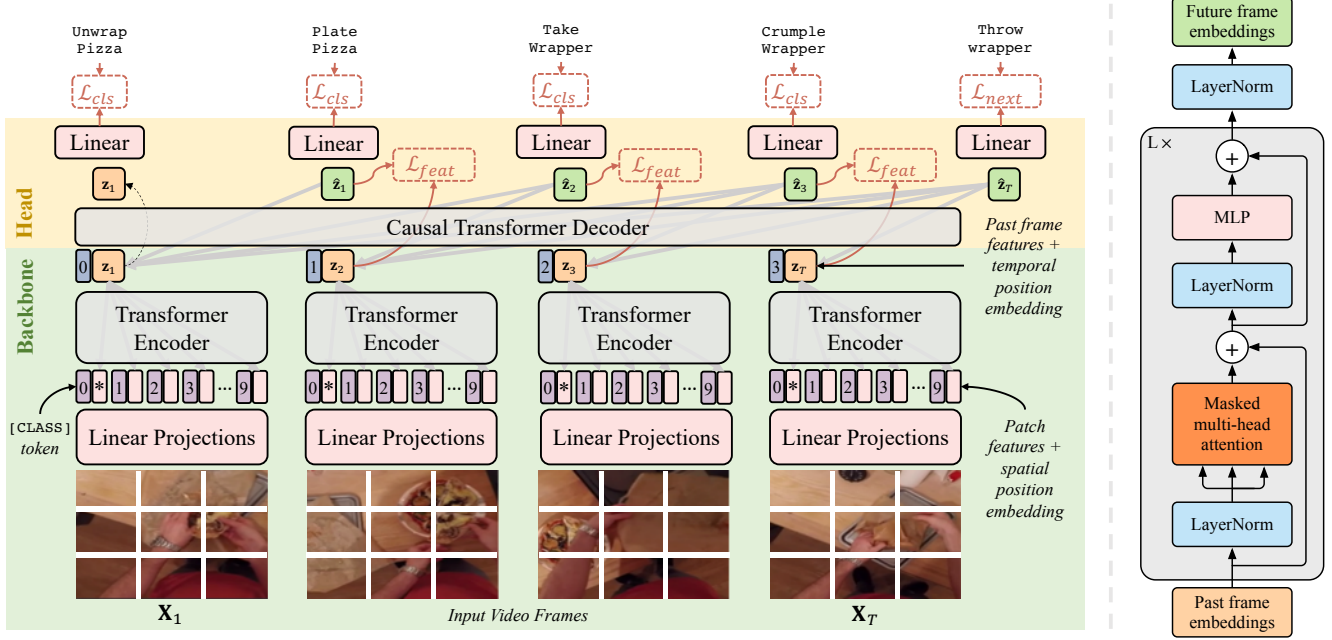 Unwrap
Pizza
Plate
Pizza
Take
Wrapper
Crumple
Wrapper
Throw
wrapper
ℒcls
ℒcls
ℒcls
ℒcls
ℒnext
Linear
Linear
Linear
Linear
Linear
ℒfeat
ℒfeat
ℒfeat
z1
ẑ1
ẑ2
ẑ3
ẑT
Head
Causal Transformer Decoder
Past frame
features +
temporal
position
embedding
0 z1
1 z2
2 z3
3 zT
Backbone
Transformer
Encoder
Transformer
Encoder
Transformer
Encoder
Transformer
Encoder
0 * 1 2 3 ... 9
0 * 1 2 3 ... 9
0 * 1 2 3 ... 9
0 * 1 2 3 ... 9
[CLASS]
token
Linear Projections
Linear Projections
Linear Projections
Linear Projections
Patch
features +
spatial
position
embedding
X1
Input Video Frames
XT
Future frame
embeddings
LayerNorm
L×
+
MLP
LayerNorm
+
Masked
multi-head
attention
LayerNorm
Past frame
embeddings